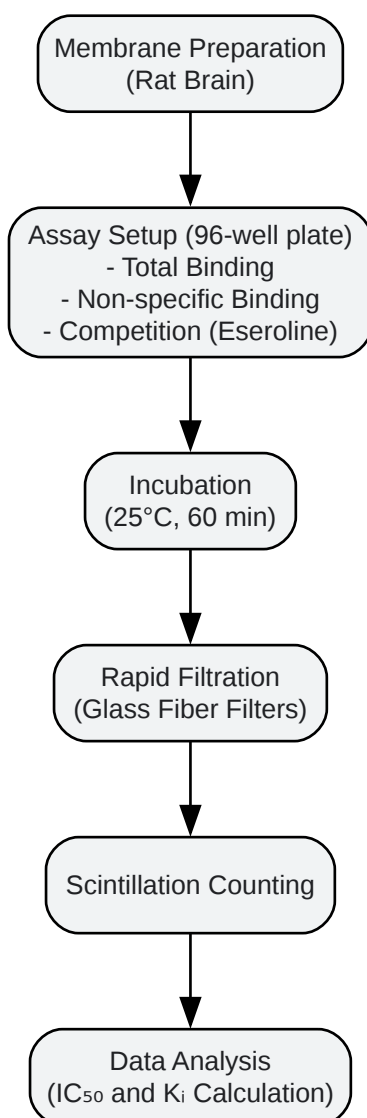 Membrane Preparation
(Rat Brain)
Assay Setup (96-well plate)
- Total Binding
- Non-specific Binding
- Competition (Eseroline)
Incubation
(25°C, 60 min)
Rapid Filtration
(Glass Fiber Filters)
Scintillation Counting
Data Analysis
(IC₅₀ and Kᵢ Calculation)